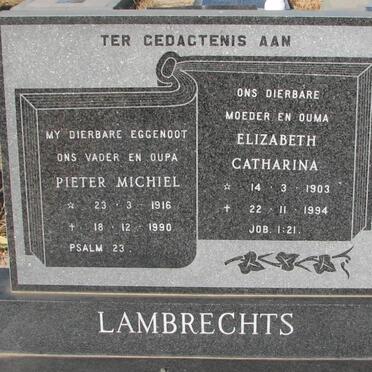 TER GEDAGTENIS AAN
MY DIERBARE EGGENOOT
ONS VADER EN OUPA
PIETER MICHIEL
☆ 23 · 3 · 1916
✝ 18 · 12 · 1990
PSALM 23 ·
ONS DIERBARE
MOEDER EN OUMA
ELIZABETH
CATHARINA
☆ 14 · 3 · 1903
✝ 22 · 11 · 1994
JOB. 1:21.
LAMBRECHTS